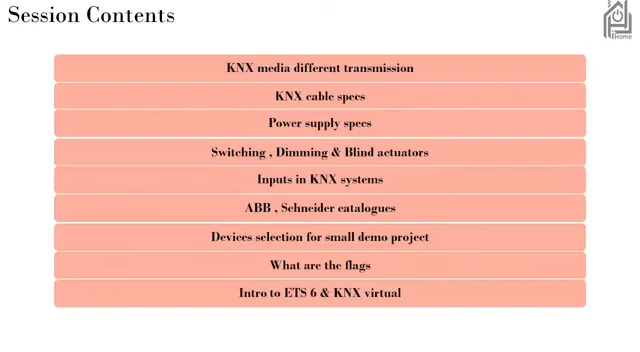 Session Contents
iHome
KNX media different transmission
KNX cable specs
Power supply specs
Switching , Dimming & Blind actuators
Inputs in KNX systems
ABB , Schneider catalogues
Devices selection for small demo project
What are the flags
Intro to ETS 6 & KNX virtual